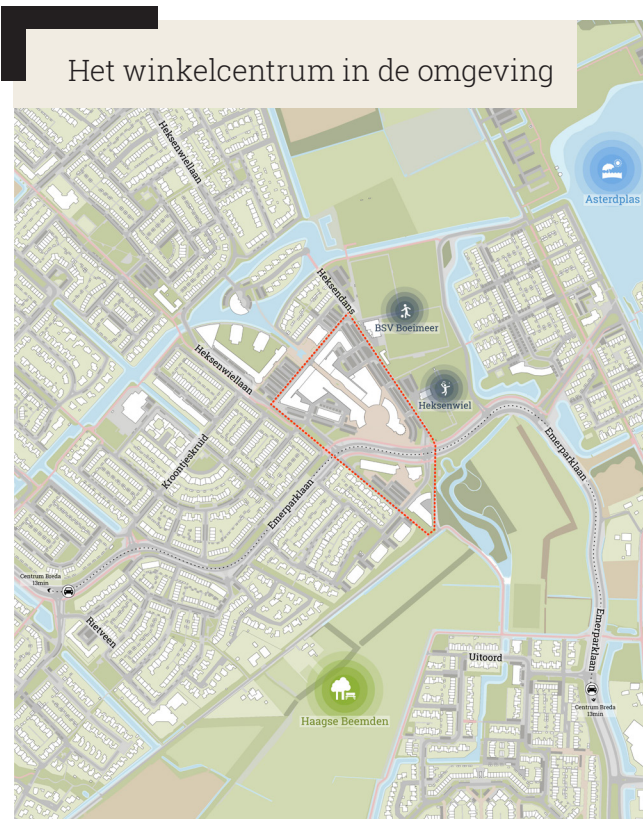 Het winkelcentrum in de omgeving
Heksenwiellaan
Asterdplas
Heksendans
BSV Boeimeer
Heksenwiellaan
Heksenwiel
Kroontjeskruid
Emerparklaan
Emerparklaan
Centrum Breda
13min
Rietveen
Emerparklaan
Uitoord
Haagse Beemden
Centrum Breda
13min